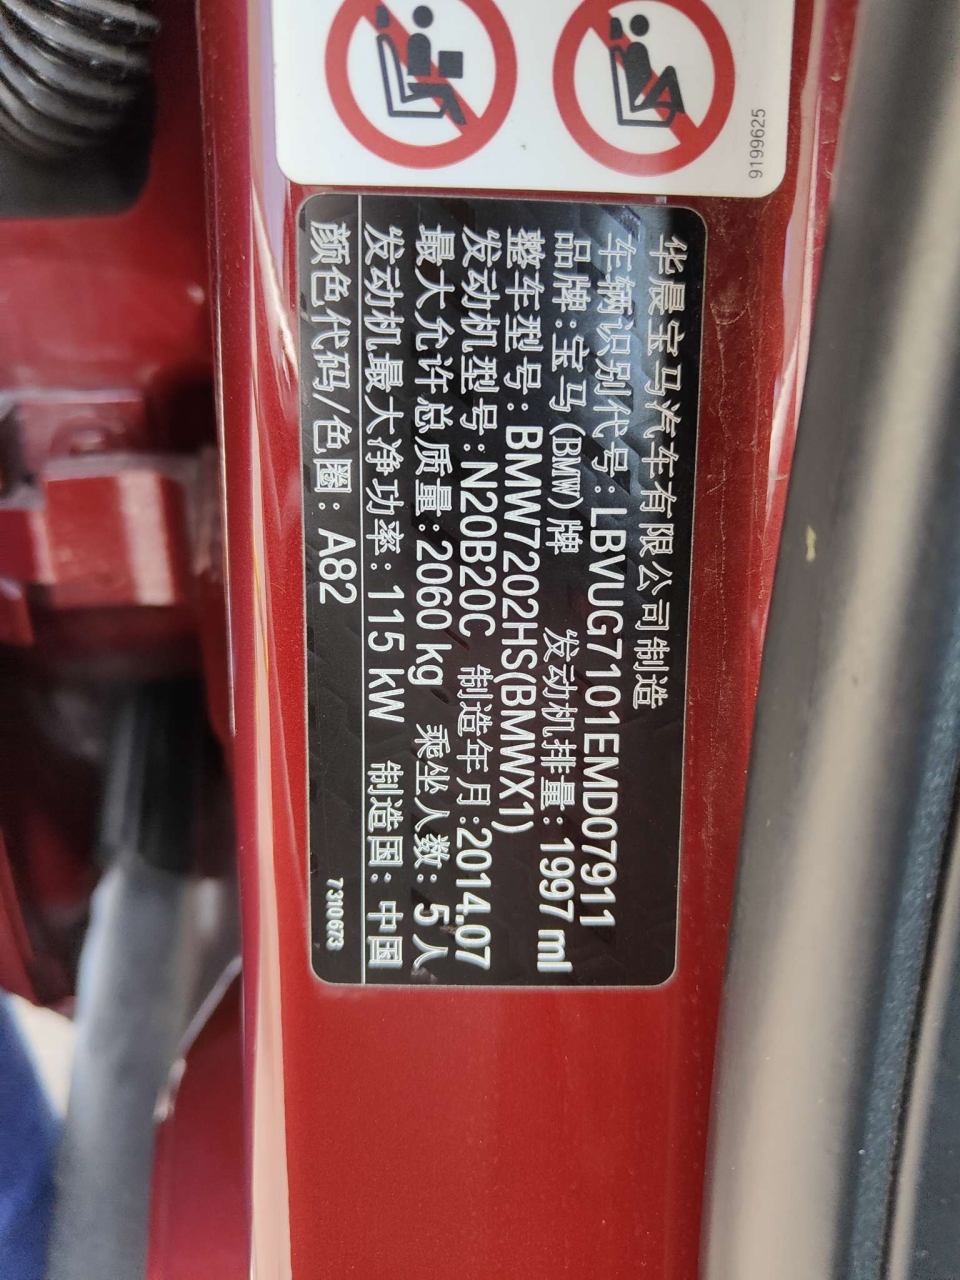 9199625
华晨宝马汽车有限公司制造
车辆识别代号:LBVUG7101EMD07911
品牌:宝马(BMW)牌 发动机排量:1997 ml
整车型号:BMW7202HS(BMWX1)
发动机型号:N20B20C 制造年月:2014.07
最大允许总质量:2060 kg 乘坐人数:5人
发动机最大净功率:115 kW 制造国:中国
颜色代码/色圈:A82
7310673